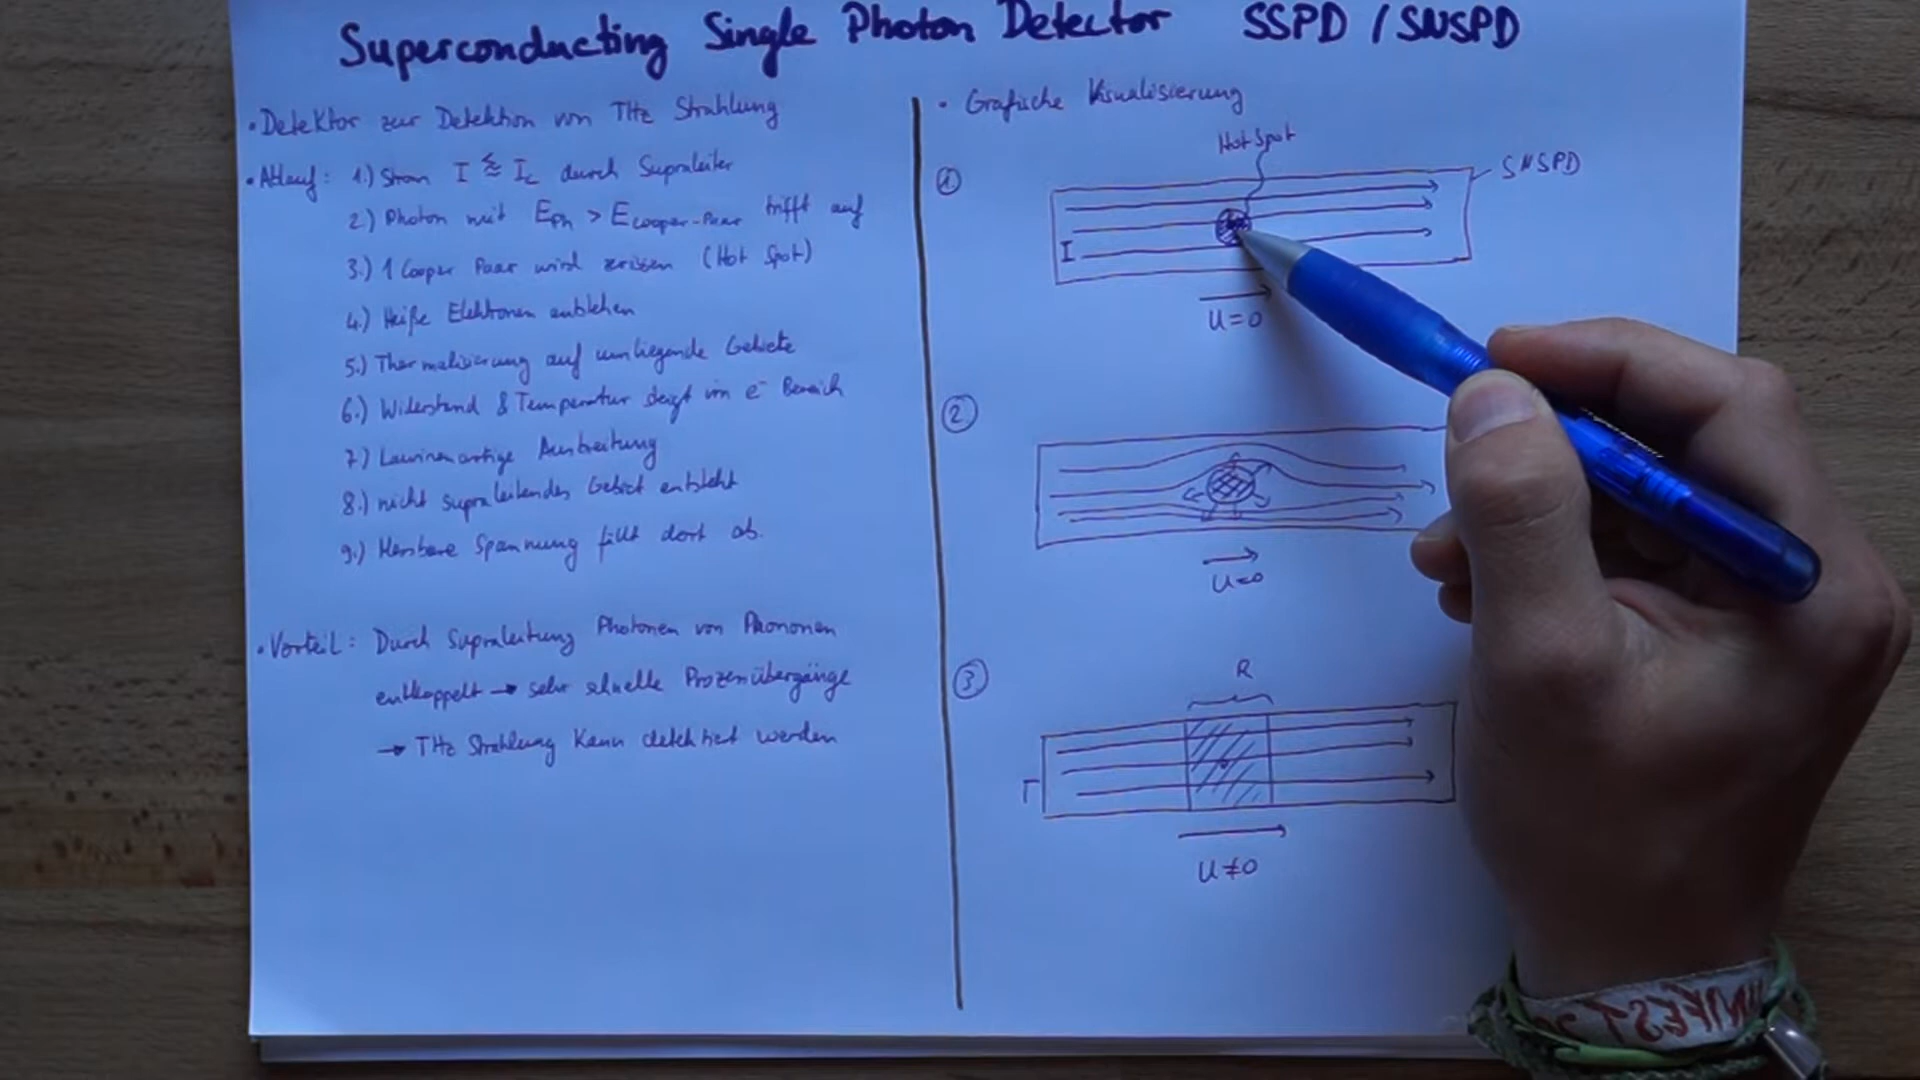 Superconducting Single Photon Detector SSPD / SNSPD
• Detektor zur Detektion von THz Strahlung
• Ablauf: 1.) Strom I ⪅ Ic durch Supraleiter
2.) Photon mit EPh > ECooper-Paar trifft auf
3.) 1 Cooper Paar wird zerissen (Hot Spot)
4.) Heiße Elektronen entstehen
5.) Thermalisierung auf umliegende Gebiete
6.) Widerstand & Temperatur steigt im e⁻ Bereich
7.) Lawinenartige Ausbreitung
8.) nicht supraleitendes Gebiet entsteht
9.) Messbare Spannung fällt dort ab.
• Vorteil: Durch Supraleitung Photonen von Phononen
entkoppelt → sehr schnelle Prozenübergänge
→ THz Strahlung kann detektiert werden
• Grafische Visualisierung
Hot Spot
① SNSPD
I
U=0
②
U=0
③ R
I
U≠0